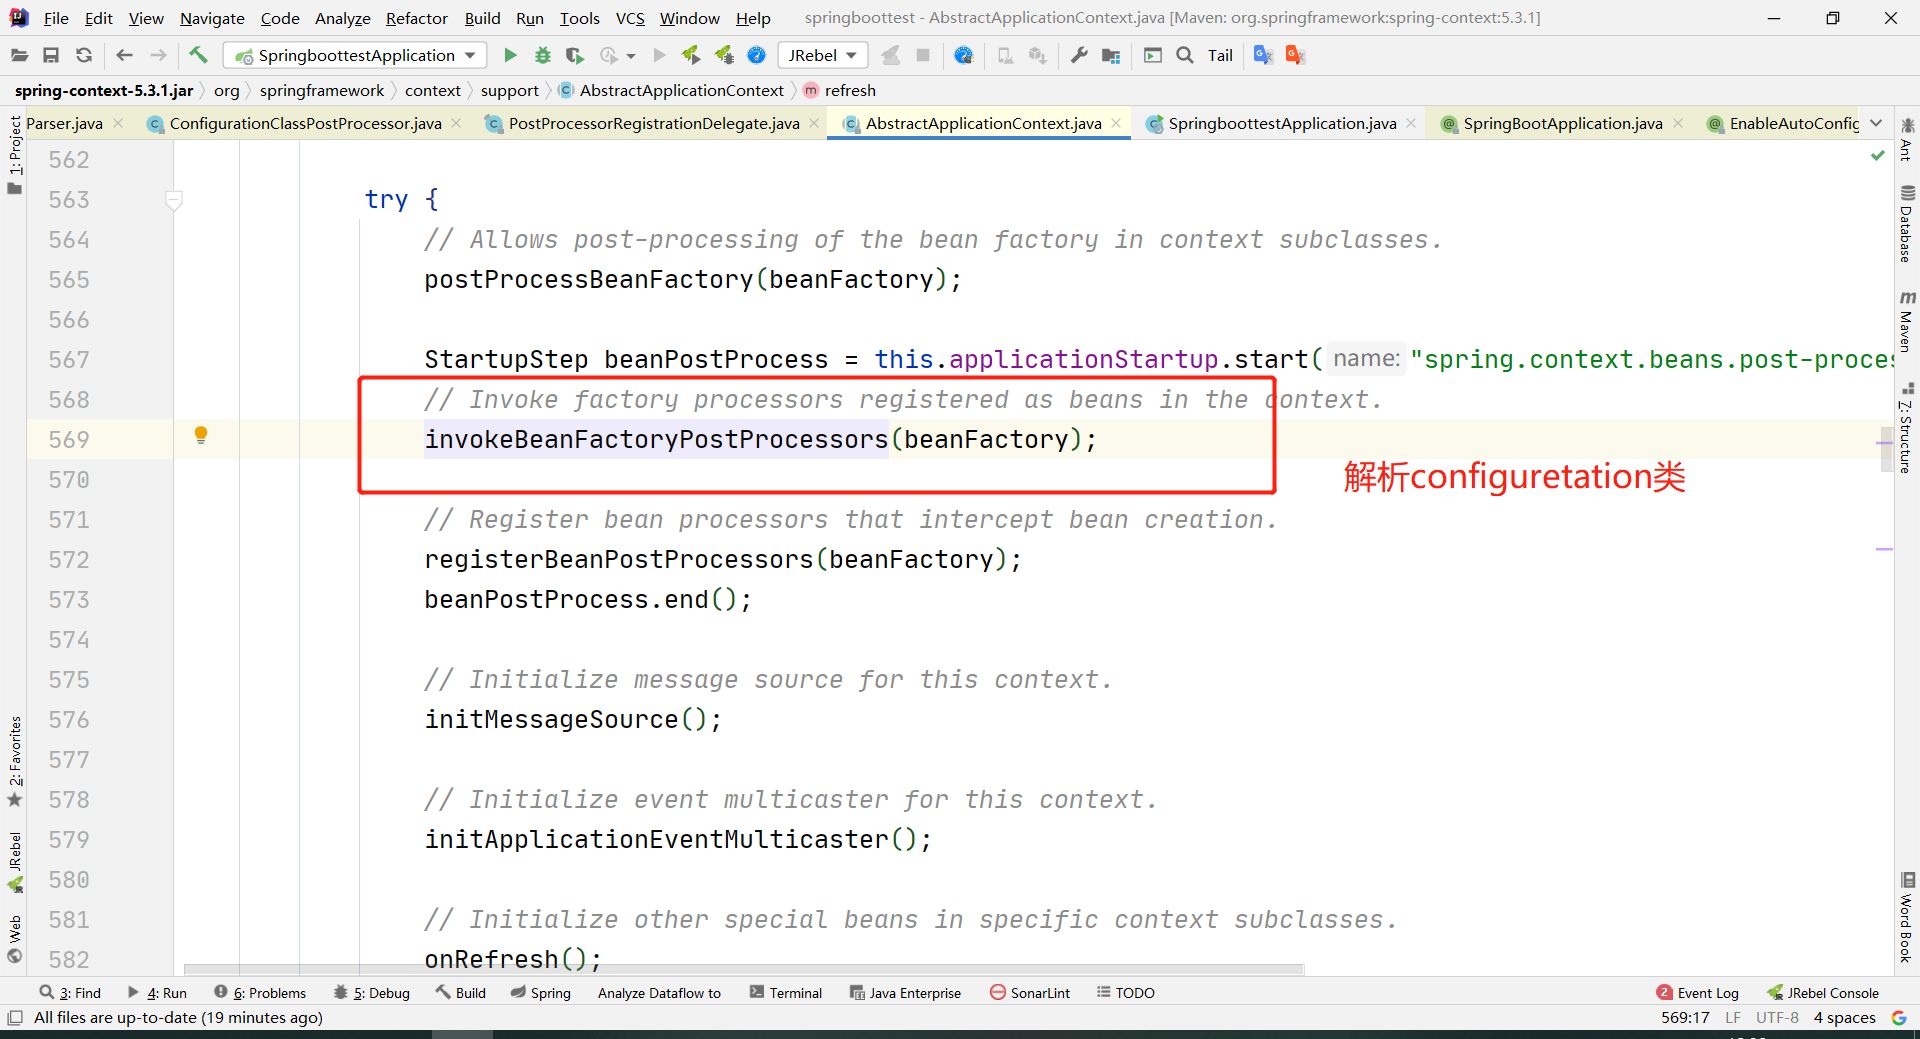 File Edit View Navigate Code Analyze Refactor Build Run Tools VCS Window Help springboottest - AbstractApplicationContext.java [Maven: org.springframework:spring-context:5.3.1]
SpringboottestApplication JRebel Tail
spring-context-5.3.1.jar org springframework context support AbstractApplicationContext refresh
Parser.java ConfigurationClassPostProcessor.java PostProcessorRegistrationDelegate.java AbstractApplicationContext.java SpringboottestApplication.java SpringBootApplication.java EnableAutoConfig
1: Project
2: Favorites
JRebel
Web
562
563 try {
564 // Allows post-processing of the bean factory in context subclasses.
565 postProcessBeanFactory(beanFactory);
566
567 StartupStep beanPostProcess = this.applicationStartup.start( name: "spring.context.beans.post-proces
568 // Invoke factory processors registered as beans in the context.
569 invokeBeanFactoryPostProcessors(beanFactory);
解析configuretation类
570
571 // Register bean processors that intercept bean creation.
572 registerBeanPostProcessors(beanFactory);
573 beanPostProcess.end();
574
575 // Initialize message source for this context.
576 initMessageSource();
577
578 // Initialize event multicaster for this context.
579 initApplicationEventMulticaster();
580
581 // Initialize other special beans in specific context subclasses.
582 onRefresh();
Ant
Database
Maven
7: Structure
Word Book
3: Find 4: Run 6: Problems 5: Debug Build Spring Analyze Dataflow to Terminal Java Enterprise SonarLint TODO 2 Event Log JRebel Console
All files are up-to-date (19 minutes ago) 569:17 LF UTF-8 4 spaces